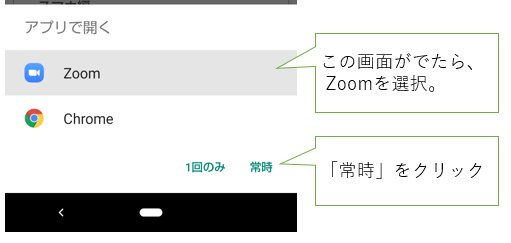 アプリで開く
Zoom
Chrome
1回のみ 常時
この画面がでたら、
Zoomを選択。
「常時」をクリック